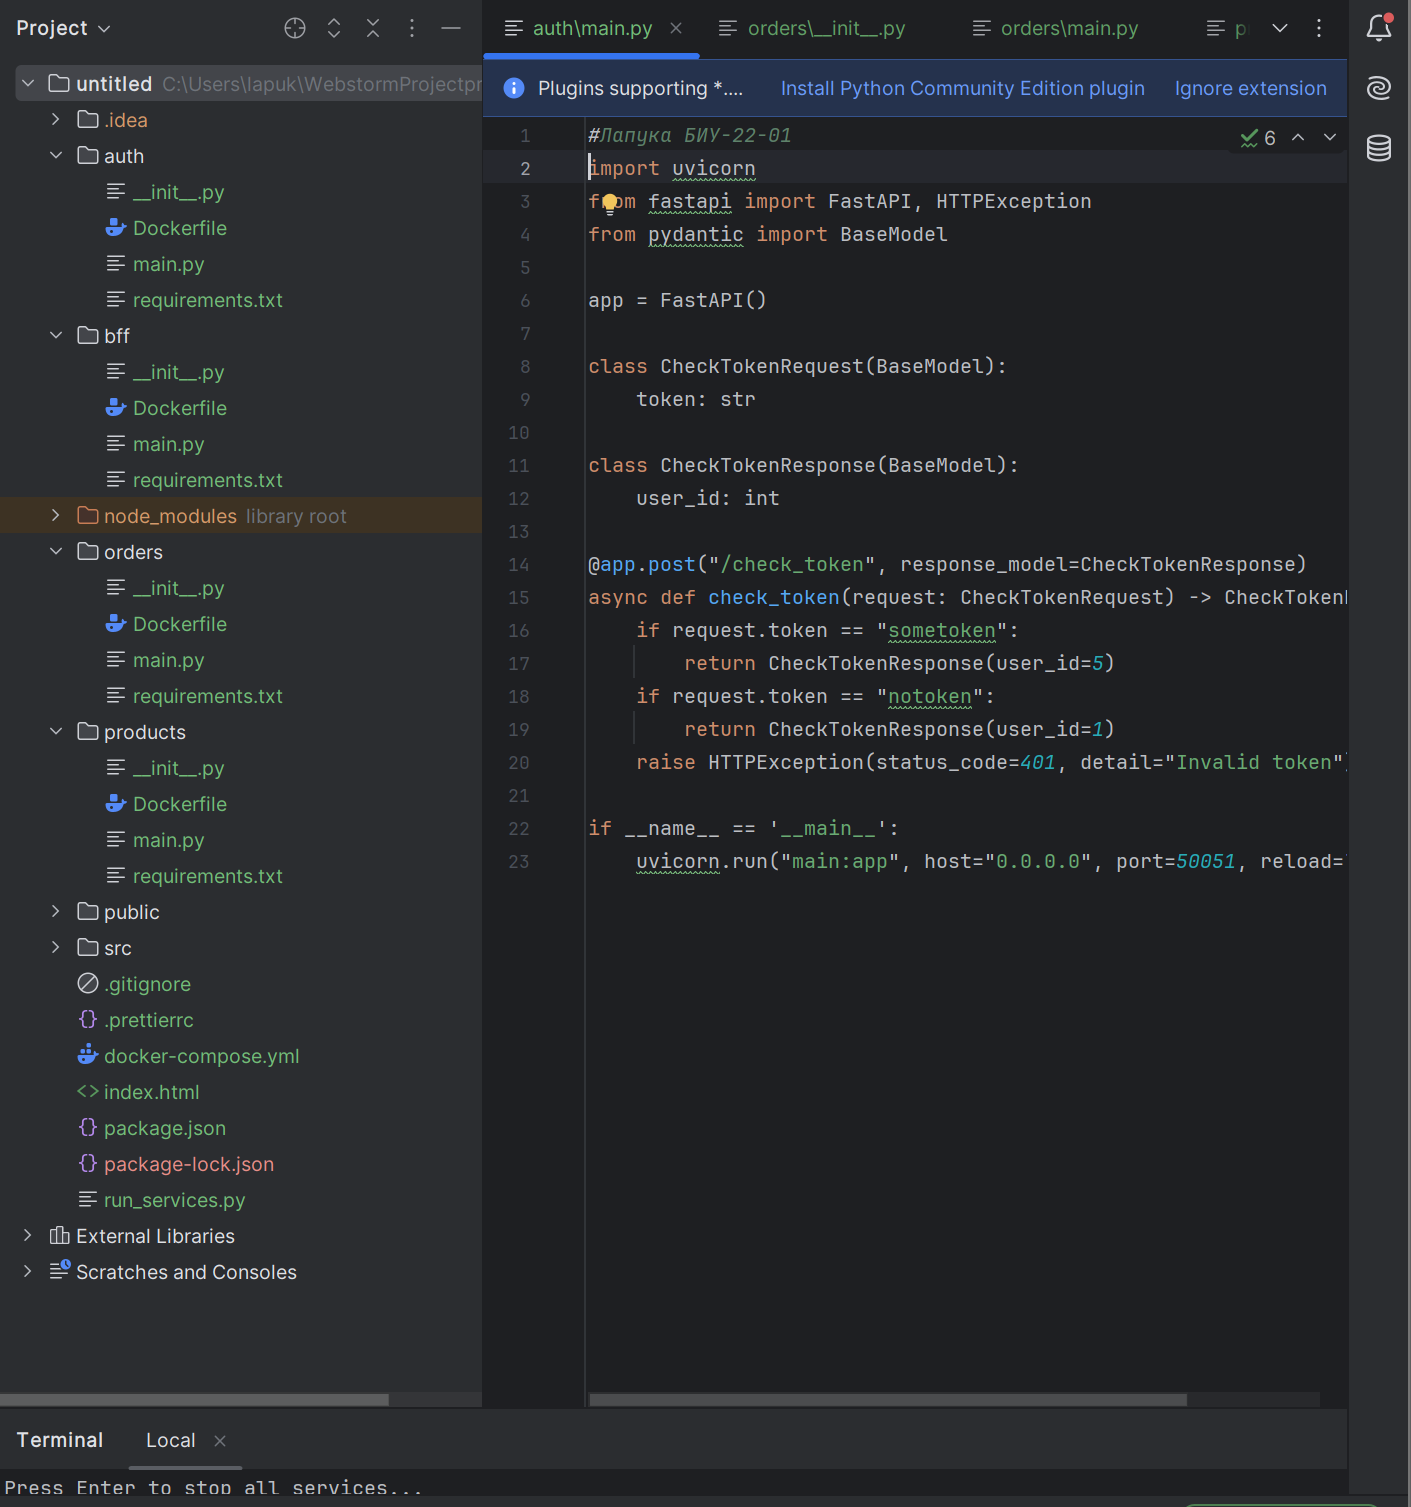 Project
untitled C:\Users\lapuk\WebstormProjectpr
.idea
auth
__init__.py
Dockerfile
main.py
requirements.txt
bff
__init__.py
Dockerfile
main.py
requirements.txt
node_modules library root
orders
__init__.py
Dockerfile
main.py
requirements.txt
products
__init__.py
Dockerfile
main.py
requirements.txt
public
src
.gitignore
.prettierrc
docker-compose.yml
index.html
package.json
package-lock.json
run_services.py
External Libraries
Scratches and Consoles
auth\main.py orders\__init__.py orders\main.py
Plugins supporting *.... Install Python Community Edition plugin Ignore extension
6
1 #Лапука БИУ-22-01
2 import uvicorn
3 from fastapi import FastAPI, HTTPException
4 from pydantic import BaseModel
5
6 app = FastAPI()
7
8 class CheckTokenRequest(BaseModel):
9 token: str
10
11 class CheckTokenResponse(BaseModel):
12 user_id: int
13
14 @app.post("/check_token", response_model=CheckTokenResponse)
15 async def check_token(request: CheckTokenRequest) -> CheckToken
16 if request.token == "sometoken":
17 return CheckTokenResponse(user_id=5)
18 if request.token == "notoken":
19 return CheckTokenResponse(user_id=1)
20 raise HTTPException(status_code=401, detail="Invalid token")
21
22 if __name__ == '__main__':
23 uvicorn.run("main:app", host="0.0.0.0", port=50051, reload=
Terminal Local
Press Enter to stop all services...